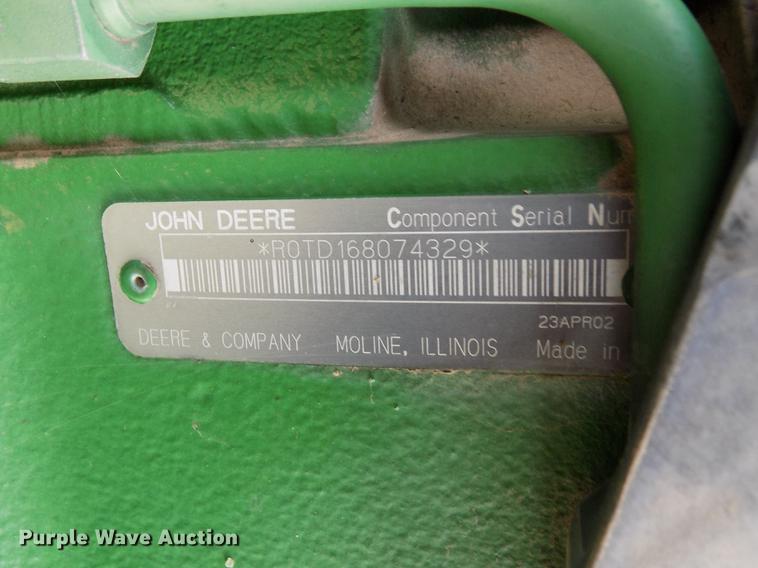 JOHN DEERE Component Serial Num
*R0TD168074329*
23APR02
DEERE & COMPANY MOLINE, ILLINOIS Made in
Purple Wave Auction